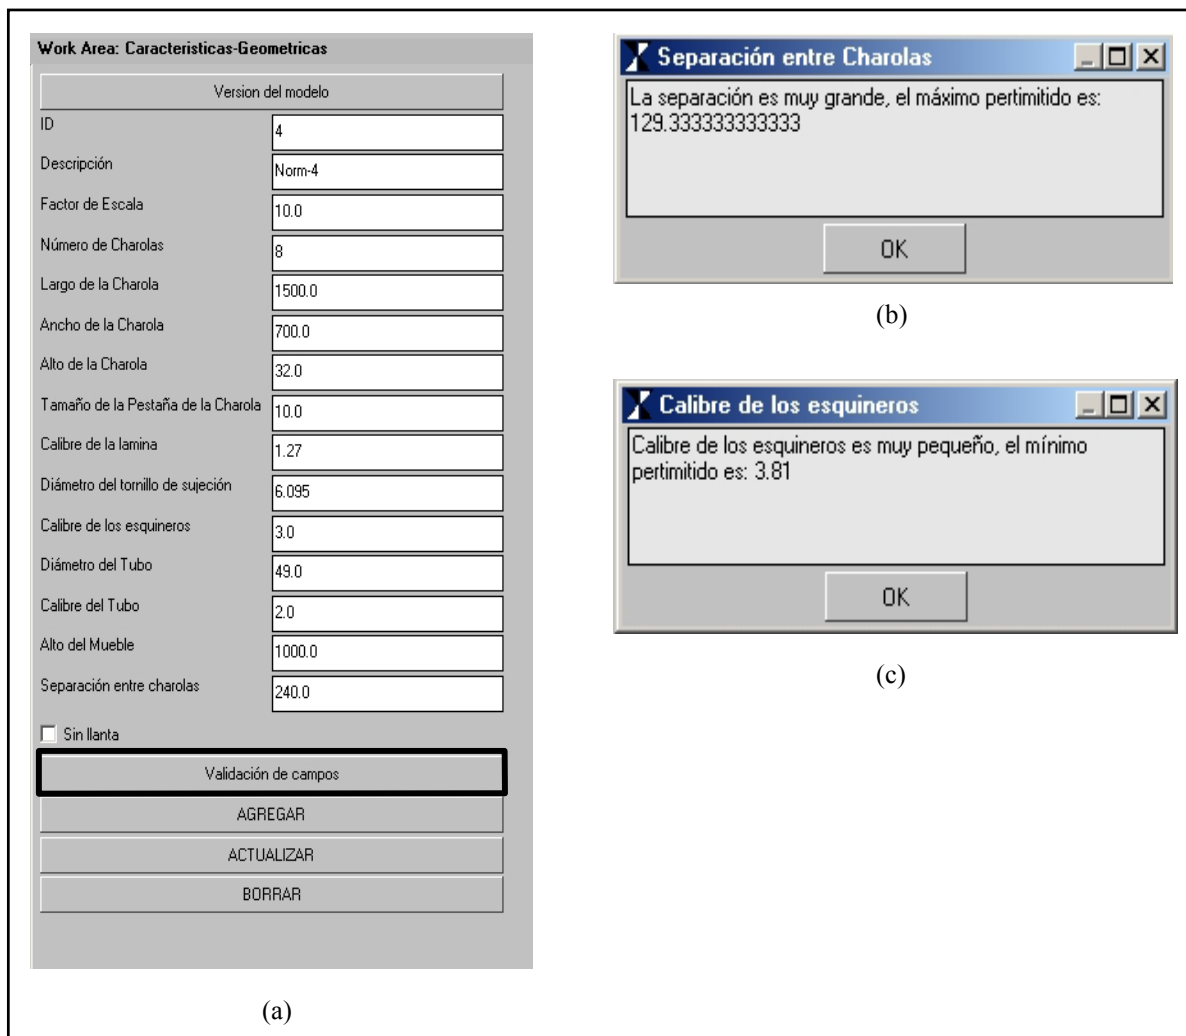 Work Area: Caracteristicas-Geometricas
Version del modelo
ID
4
Descripción
Norm-4
Factor de Escala
10.0
Número de Charolas
8
Largo de la Charola
1500.0
Ancho de la Charola
700.0
Alto de la Charola
32.0
Tamaño de la Pestaña de la Charola
10.0
Calibre de la lamina
1.27
Diámetro del tornillo de sujeción
6.095
Calibre de los esquineros
3.0
Diámetro del Tubo
49.0
Calibre del Tubo
2.0
Alto del Mueble
1000.0
Separación entre charolas
240.0
Sin llanta
Validación de campos
AGREGAR
ACTUALIZAR
BORRAR
(a)
Separación entre Charolas
La separación es muy grande, el máximo pertimitido es:
129.333333333333
OK
(b)
Calibre de los esquineros
Calibre de los esquineros es muy pequeño, el mínimo
pertimitido es: 3.81
OK
(c)